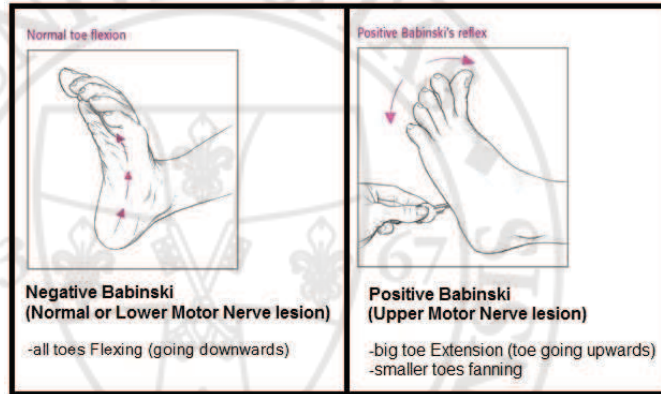 Normal toe flexion
Negative Babinski
(Normal or Lower Motor Nerve lesion)
-all toes Flexing (going downwards)
Positive Babinski's reflex
Positive Babinski
(Upper Motor Nerve lesion)
-big toe Extension (toe going upwards)
-smaller toes fanning
67